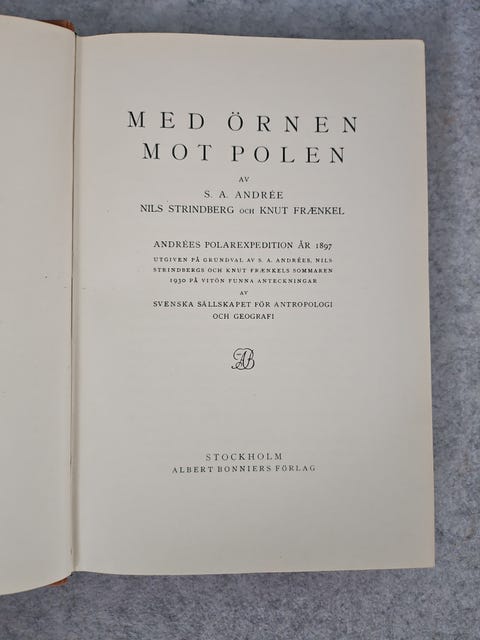 MED ÖRNEN
MOT POLEN
AV
S. A. ANDRÉE
NILS STRINDBERG OCH KNUT FRÆNKEL
ANDRÉES POLAREXPEDITION ÅR 1897
UTGIVEN PÅ GRUNDVAL AV S. A. ANDRÉES, NILS
STRINDBERGS OCH KNUT FRÆNKELS SOMMAREN
1930 PÅ VITÖN FUNNA ANTECKNINGAR
AV
SVENSKA SÄLLSKAPET FÖR ANTROPOLOGI
OCH GEOGRAFI
AB
STOCKHOLM
ALBERT BONNIERS FÖRLAG